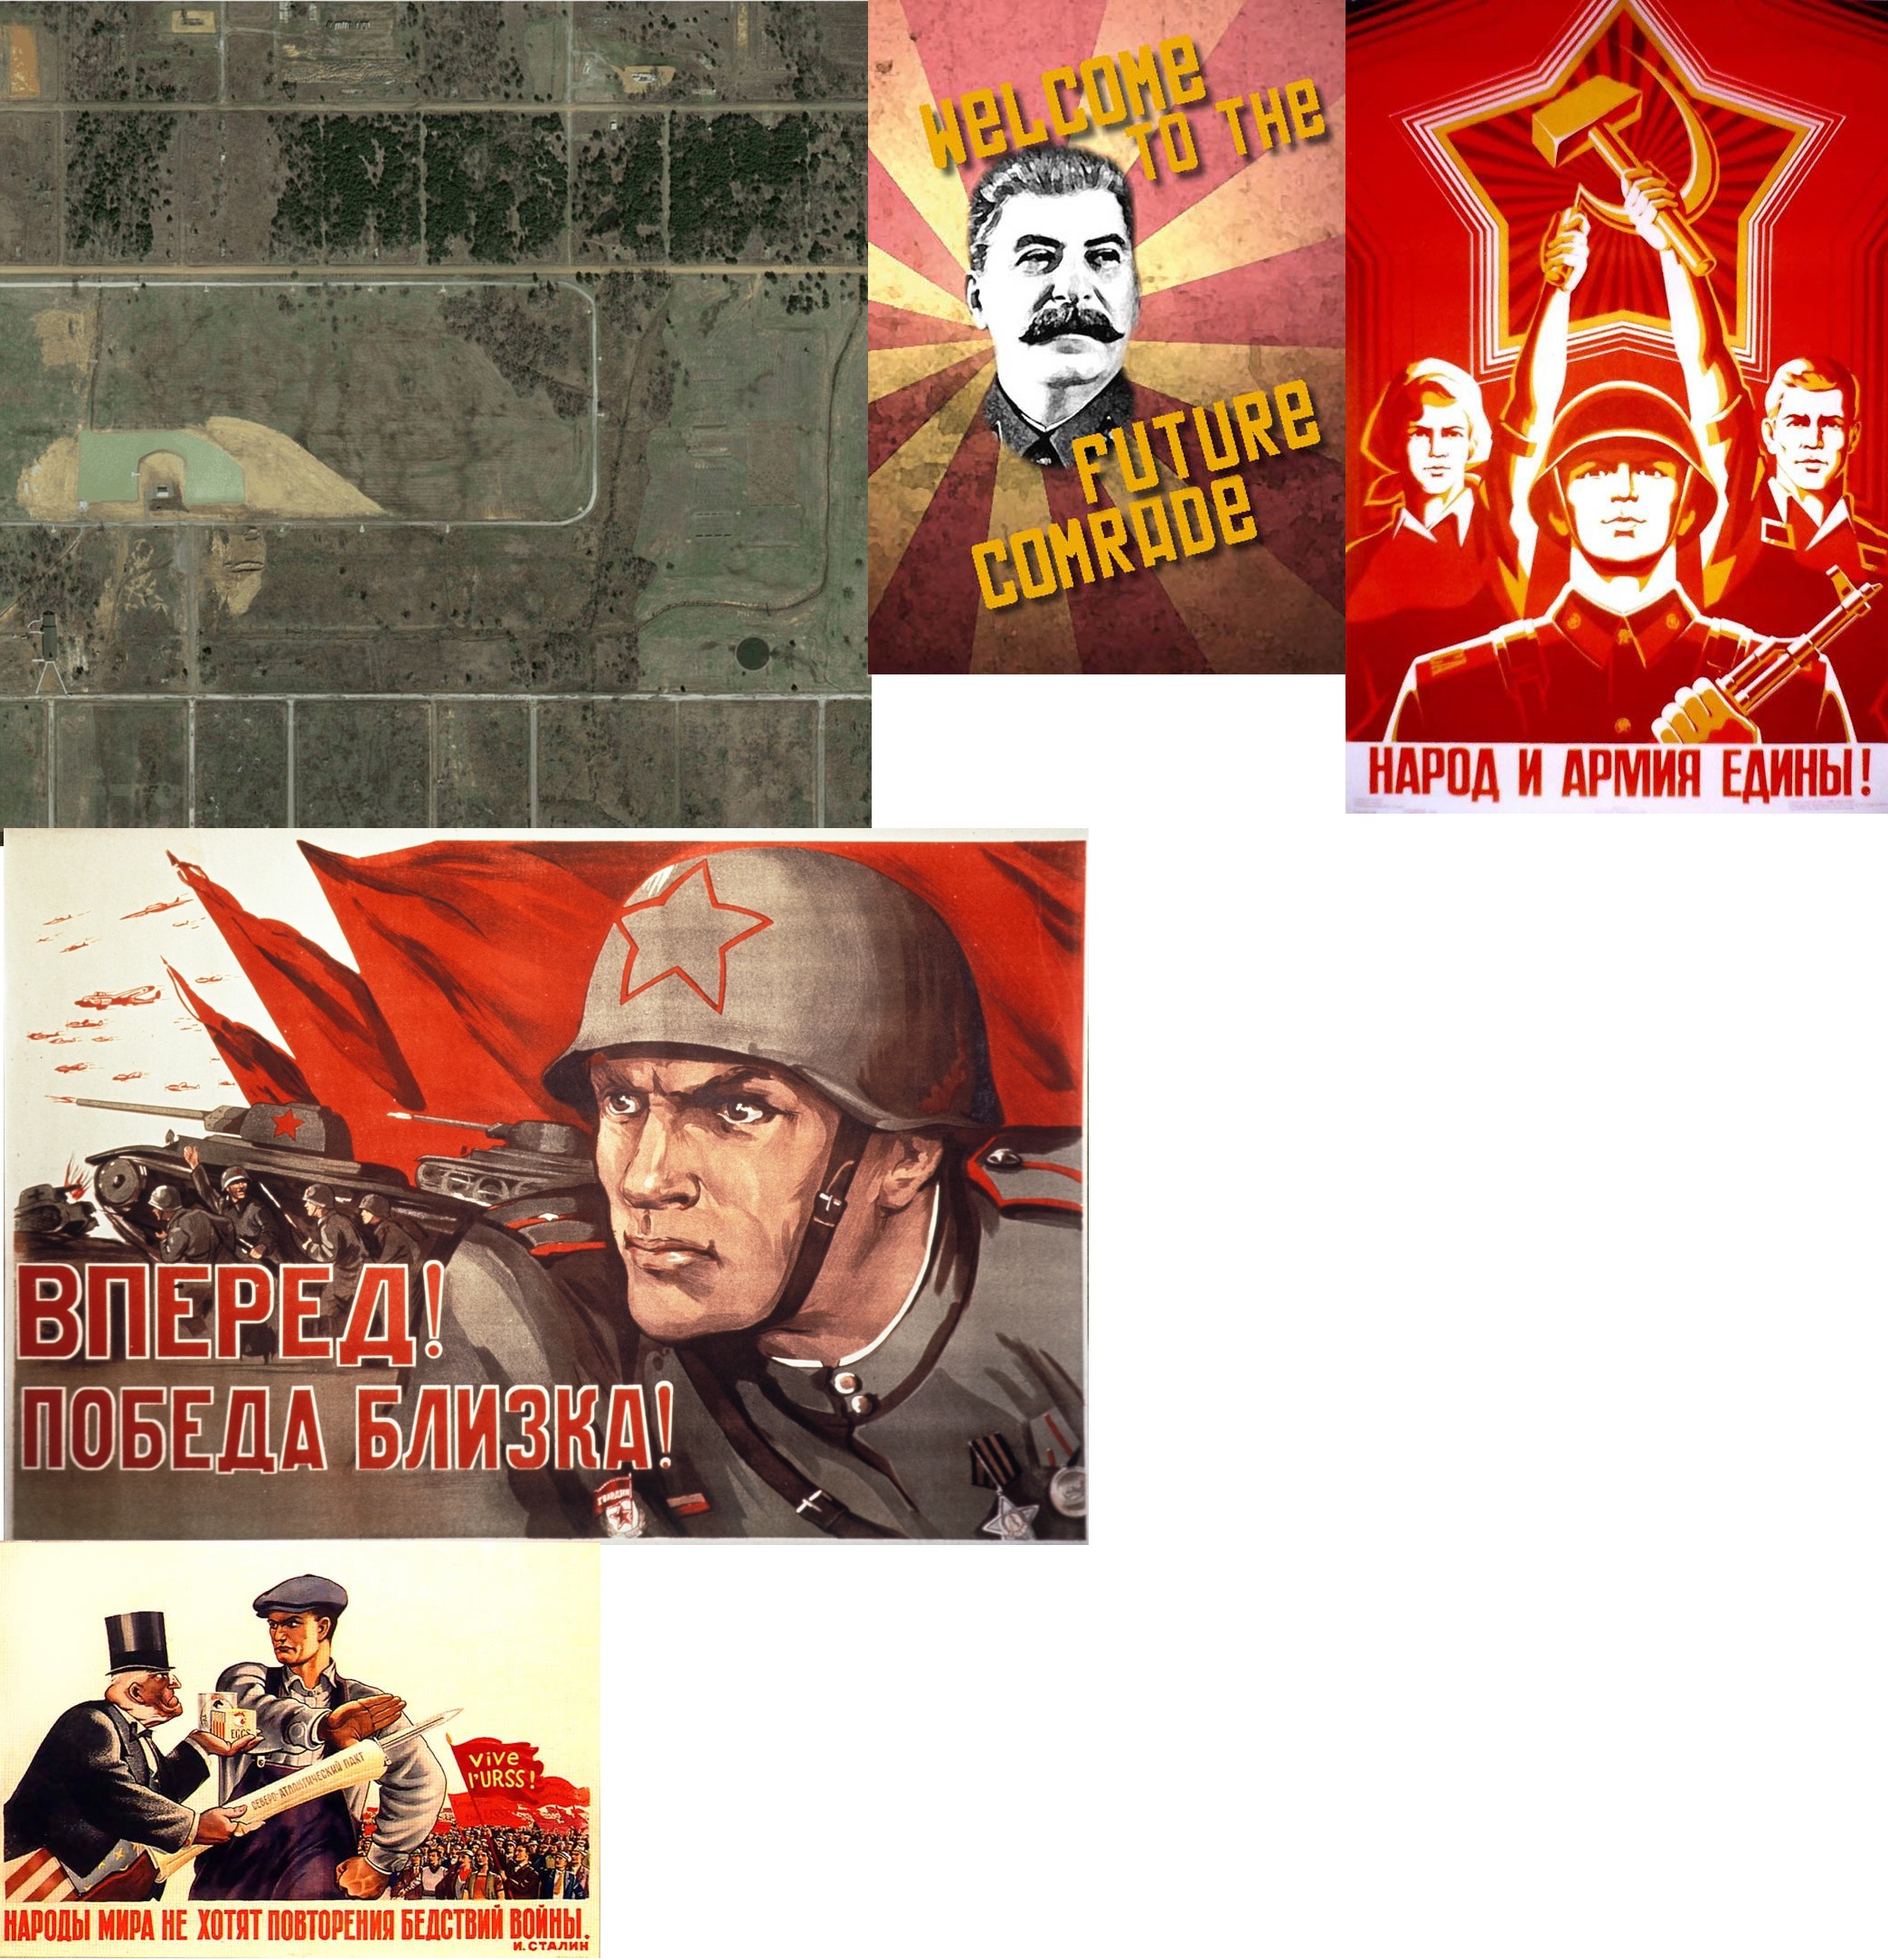 WELCOME
TO THE
FUTURE
COMRADE
НАРОД И АРМИЯ ЕДИНЫ!
ВПЕРЕД!
ПОБЕДА БЛИЗКА!
ГВАРДИЯ
EGGS
СЕВЕРО-АТЛАНТИЧЕСКИЙ ПАКТ
vive
l'URSS!
НАРОДЫ МИРА НЕ ХОТЯТ ПОВТОРЕНИЯ БЕДСТВИЙ ВОЙНЫ.
И. СТАЛИН